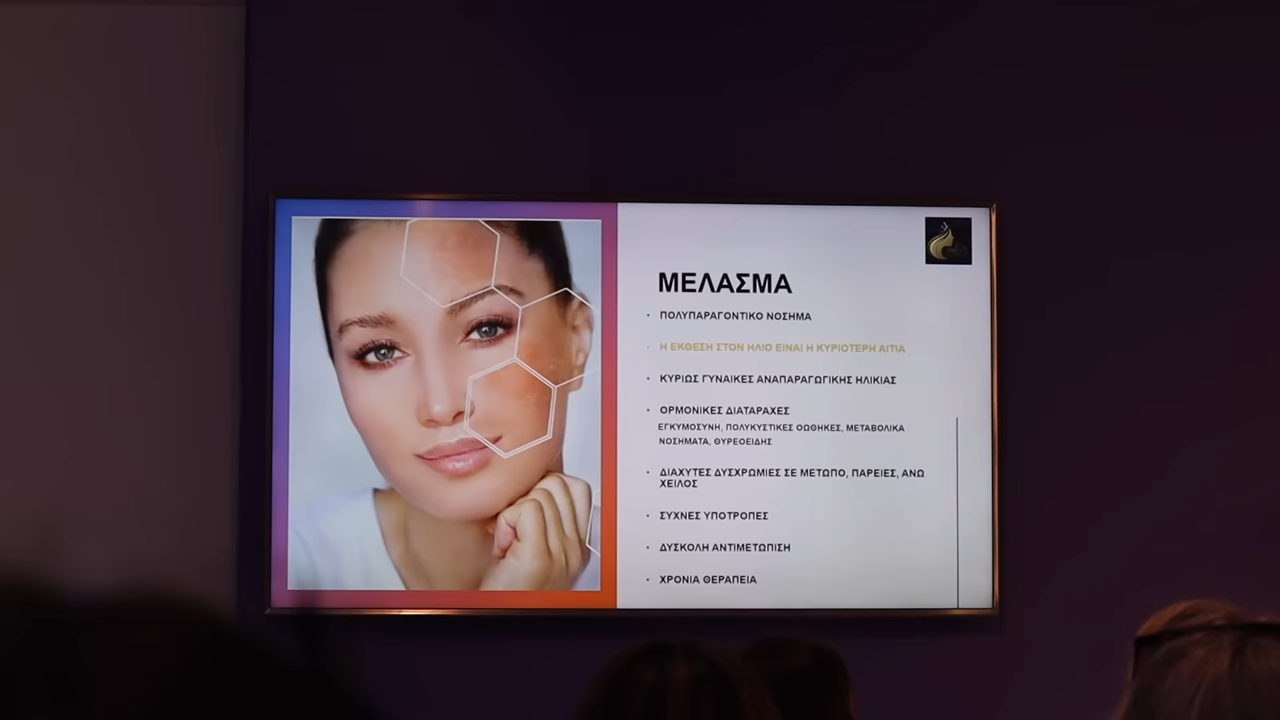 ΜΕΛΑΣΜΑ
• ΠΟΛΥΠΑΡΑΓΟΝΤΙΚΟ ΝΟΣΗΜΑ
• Η ΕΚΘΕΣΗ ΣΤΟΝ ΗΛΙΟ ΕΙΝΑΙ Η ΚΥΡΙΟΤΕΡΗ ΑΙΤΙΑ
• ΚΥΡΙΩΣ ΓΥΝΑΙΚΕΣ ΑΝΑΠΑΡΑΓΩΓΙΚΗΣ ΗΛΙΚΙΑΣ
• ΟΡΜΟΝΙΚΕΣ ΔΙΑΤΑΡΑΧΕΣ
ΕΓΚΥΜΟΣΥΝΗ, ΠΟΛΥΚΥΣΤΙΚΕΣ ΟΩΘΗΚΕΣ, ΜΕΤΑΒΟΛΙΚΑ
ΝΟΣΗΜΑΤΑ, ΘΥΡΕΟΕΙΔΗΣ
• ΔΙΑΧΥΤΕΣ ΔΥΣΧΡΩΜΙΕΣ ΣΕ ΜΕΤΩΠΟ, ΠΑΡΕΙΕΣ, ΑΝΩ
ΧΕΙΛΟΣ
• ΣΥΧΝΕΣ ΥΠΟΤΡΟΠΕΣ
• ΔΥΣΚΟΛΗ ΑΝΤΙΜΕΤΩΠΙΣΗ
• ΧΡΟΝΙΑ ΘΕΡΑΠΕΙΑ